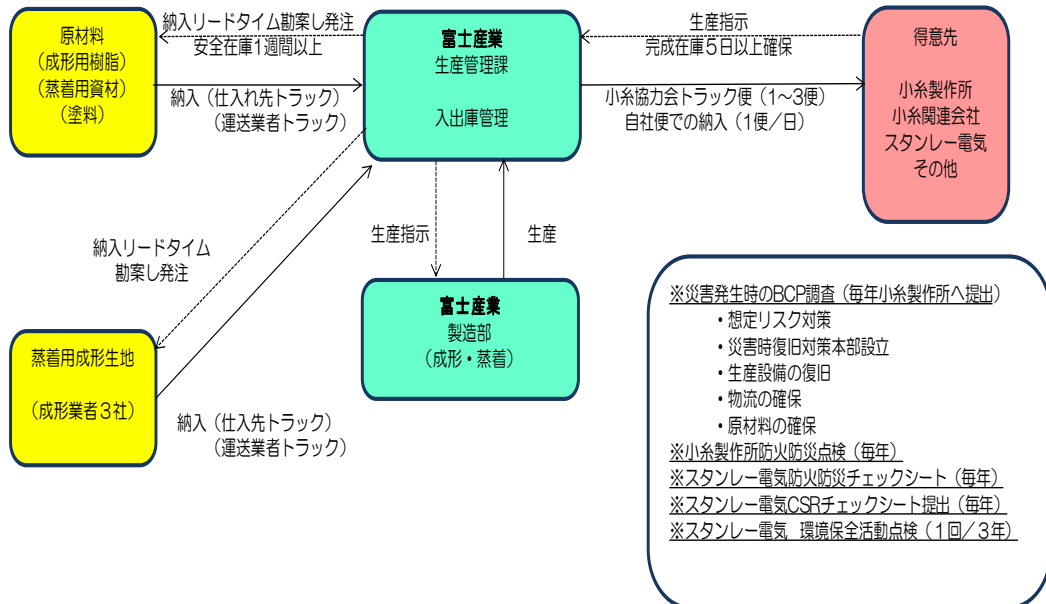 原材料
(成形用樹脂)
(蒸着用資材)
(塗料)
納入リードタイム勘案し発注
安全在庫1週間以上
納入（仕入れ先トラック）
（運送業者トラック）
富士産業
生産管理課
入出庫管理
生産指示
完成在庫５日以上確保
小糸協力会トラック便（1～3便）
自社便での納入（1便／日）
得意先
小糸製作所
小糸関連会社
スタンレー電気
その他
納入リードタイム
勘案し発注
生産指示
生産
蒸着用成形生地
（成形業者３社）
納入（仕入先トラック）
（運送業者トラック）
富士産業
製造部
（成形・蒸着）
※災害発生時のBCP調査（毎年小糸製作所へ提出）
・想定リスク対策
・災害時復旧対策本部設立
・生産設備の復旧
・物流の確保
・原材料の確保
※小糸製作所防火防災点検（毎年）
※スタンレー電気防火防災チェックシート（毎年）
※スタンレー電気CSRチェックシート提出（毎年）
※スタンレー電気 環境保全活動点検（１回／３年）